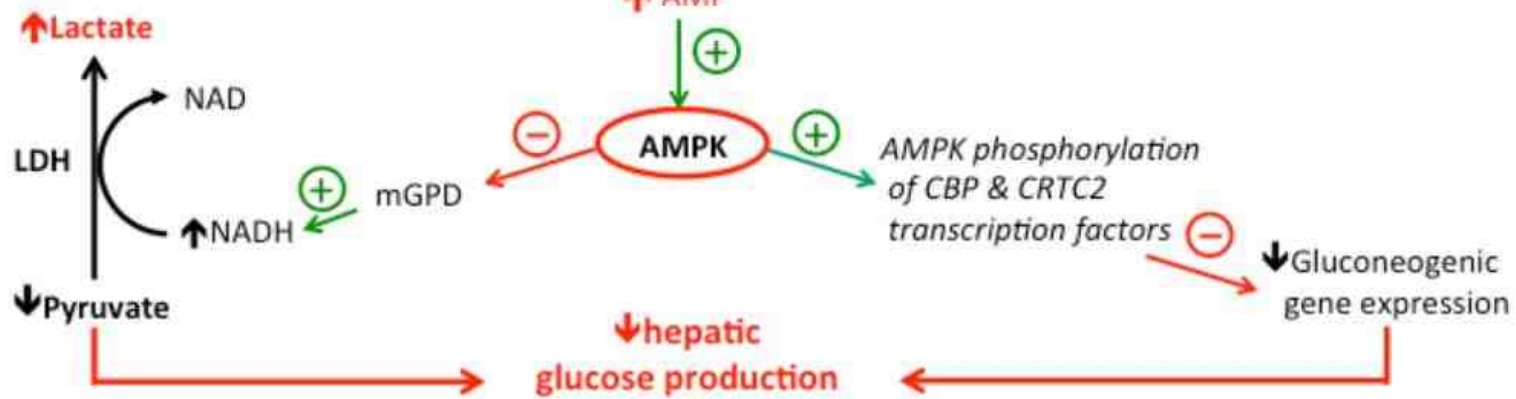 ↑AMP
↑Lactate
+
NAD
−
AMPK
+
AMPK phosphorylation
of CBP & CRTC2
transcription factors
−
LDH
+
mGPD
↑NADH
↓Gluconeogenic
gene expression
↓Pyruvate
↓hepatic
glucose production